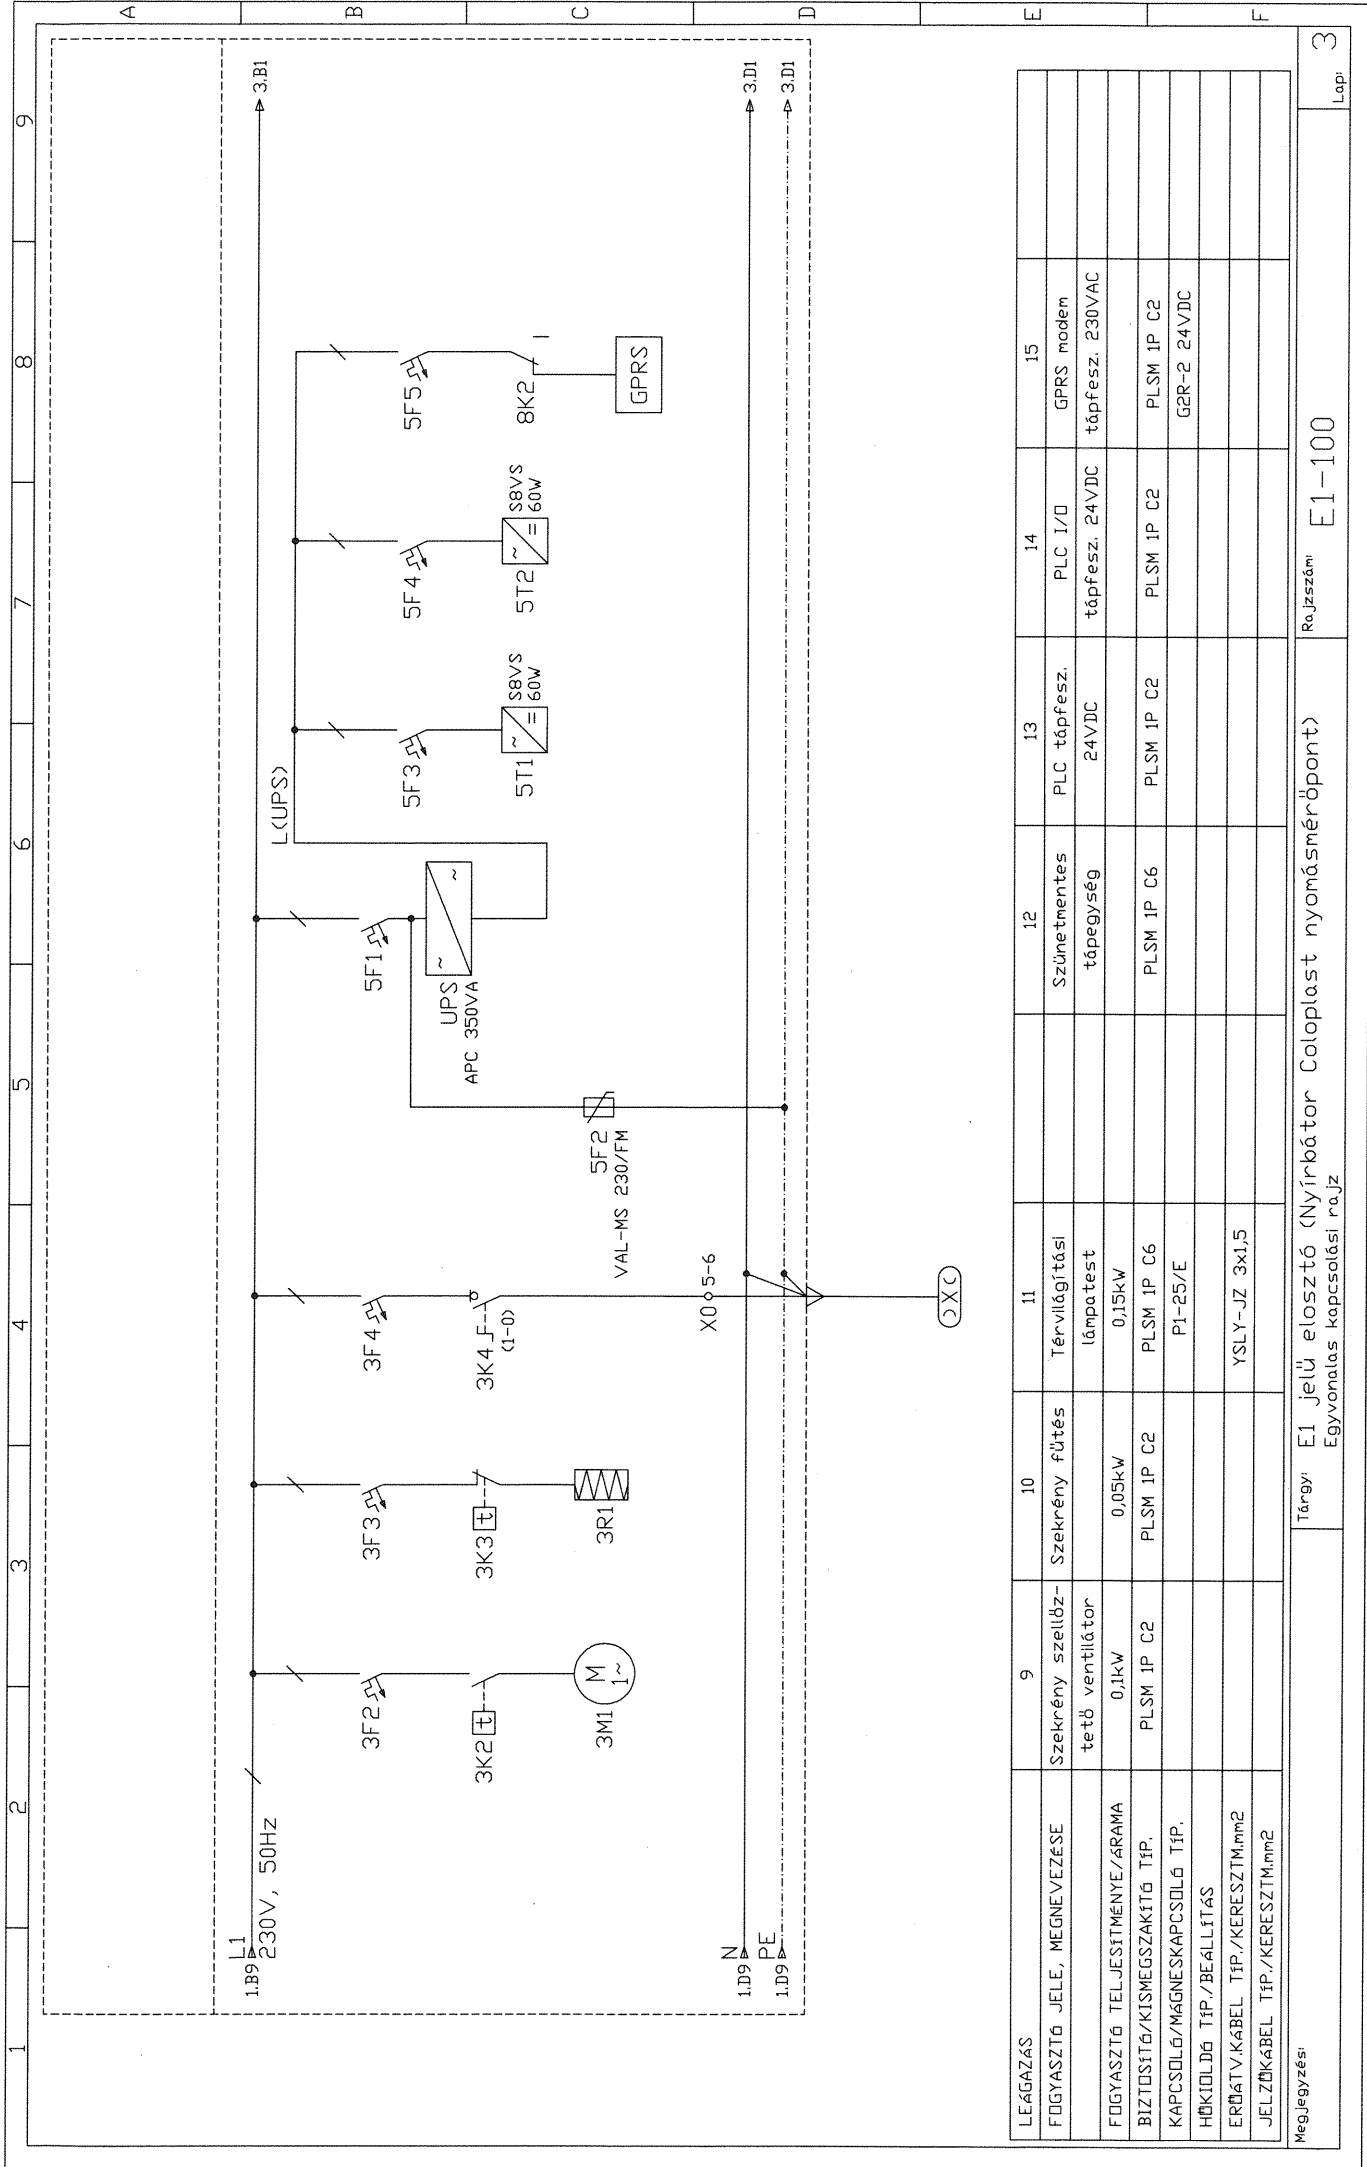 1 2 3 4 5 6 7 8 9
A
B
C
D
E
F
1.B9 L1
230V, 50Hz
3.B1
L(UPS)
3F2
3F3
3F4
5F1
5F3
5F4
5F5
3K2 t
3K3 t
3K4
(1-0)
UPS
APC 350VA
~
~
5T1
~
=
S8VS
60W
5T2
~
=
S8VS
60W
8K2
GPRS
3M1
M
1~
3R1
5F2
VAL-MS 230/FM
X0 5-6
1.D9 N
3.D1
1.D9 PE
3.D1
LEÁGAZÁS 9 10 11 12 13 14 15
FOGYASZTÓ JELE, MEGNEVEZÉSE Szekrény szellőz- Szekrény fűtés Térvilágítási Szünetmentes PLC tápfesz. PLC I/O GPRS modem
tető ventilátor lámpatest tápegység 24VDC tápfesz. 24VDC tápfesz. 230VAC
FOGYASZTÓ TELJESÍTMÉNYE/ÁRAMA 0,1kW 0,05kW 0,15kW
BIZTOSÍTÓ/KISMEGSZAKÍTÓ TÍP. PLSM 1P C2 PLSM 1P C2 PLSM 1P C6 PLSM 1P C6 PLSM 1P C2 PLSM 1P C2 PLSM 1P C2
KAPCSOLÓ/MÁGNESKAPCSOLÓ TÍP. P1-25/E G2R-2 24VDC
HŐKIOLDÓ TÍP./BEÁLLÍTÁS
ERŐÁTV.KÁBEL TÍP./KERESZTM.mm2 YSLY-JZ 3x1,5
JELZŐKÁBEL TÍP./KERESZTM.mm2
Megjegyzés:
Tárgy: E1 jelű elosztó (Nyírbátor Coloplast nyomásmérőpont)
Egyvonalas kapcsolási rajz
Rajzszám: E1-100
Lap: 3